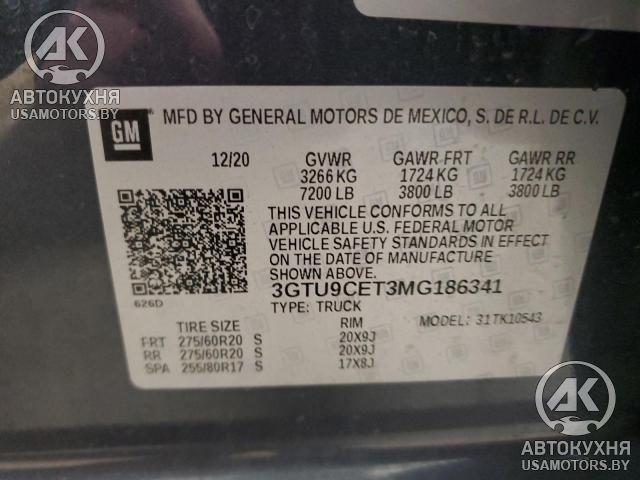 АК
АВТОКУХНЯ
USAMOTORS.BY
GM
MFD BY GENERAL MOTORS DE MEXICO, S. DE R.L. DE C.V.
12/20 GVWR GAWR FRT GAWR RR
3266 KG 1724 KG 1724 KG
7200 LB 3800 LB 3800 LB
THIS VEHICLE CONFORMS TO ALL
APPLICABLE U.S. FEDERAL MOTOR
VEHICLE SAFETY STANDARDS IN EFFECT
ON THE DATE OF MANUFACTURE
SHOWN ABOVE.
626D
3GTU9CET3MG186341
TYPE: TRUCK MODEL: 31TK10543
TIRE SIZE RIM
FRT 275/60R20 S 20X9J
RR 275/60R20 S 20X9J
SPA 255/80R17 S 17X8J
АК
АВТОКУХНЯ
USAMOTORS.BY